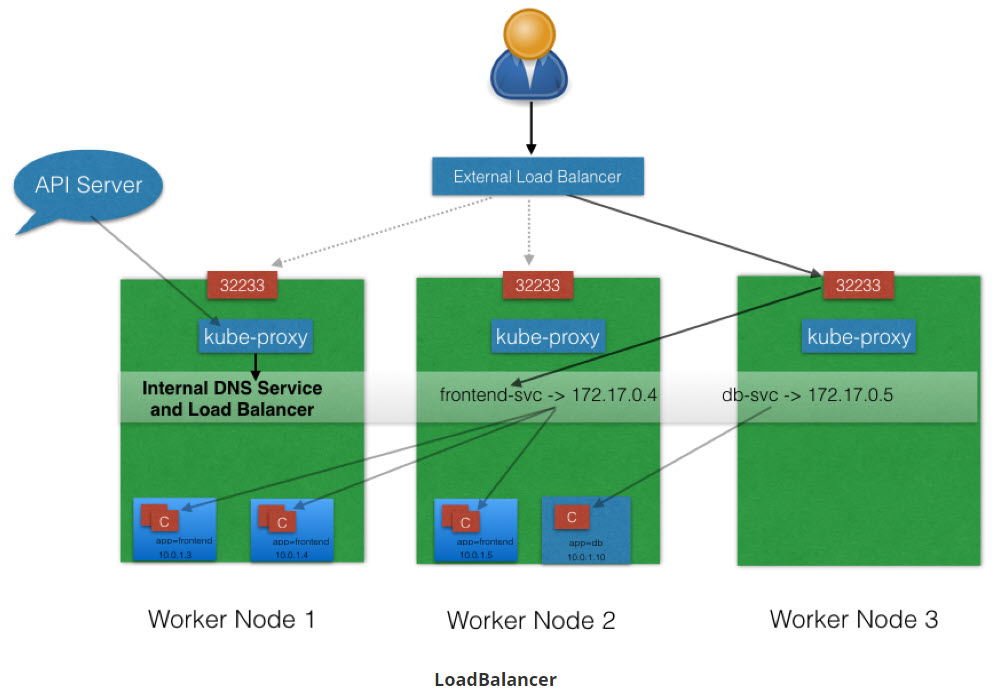 External Load Balancer
API Server
32233
32233
32233
kube-proxy
kube-proxy
kube-proxy
Internal DNS Service
and Load Balancer
frontend-svc -> 172.17.0.4
db-svc -> 172.17.0.5
C
app=frontend
10.0.1.3
C
app=frontend
10.0.1.4
C
app=frontend
10.0.1.5
C
app=db
10.0.1.10
Worker Node 1
Worker Node 2
Worker Node 3
LoadBalancer